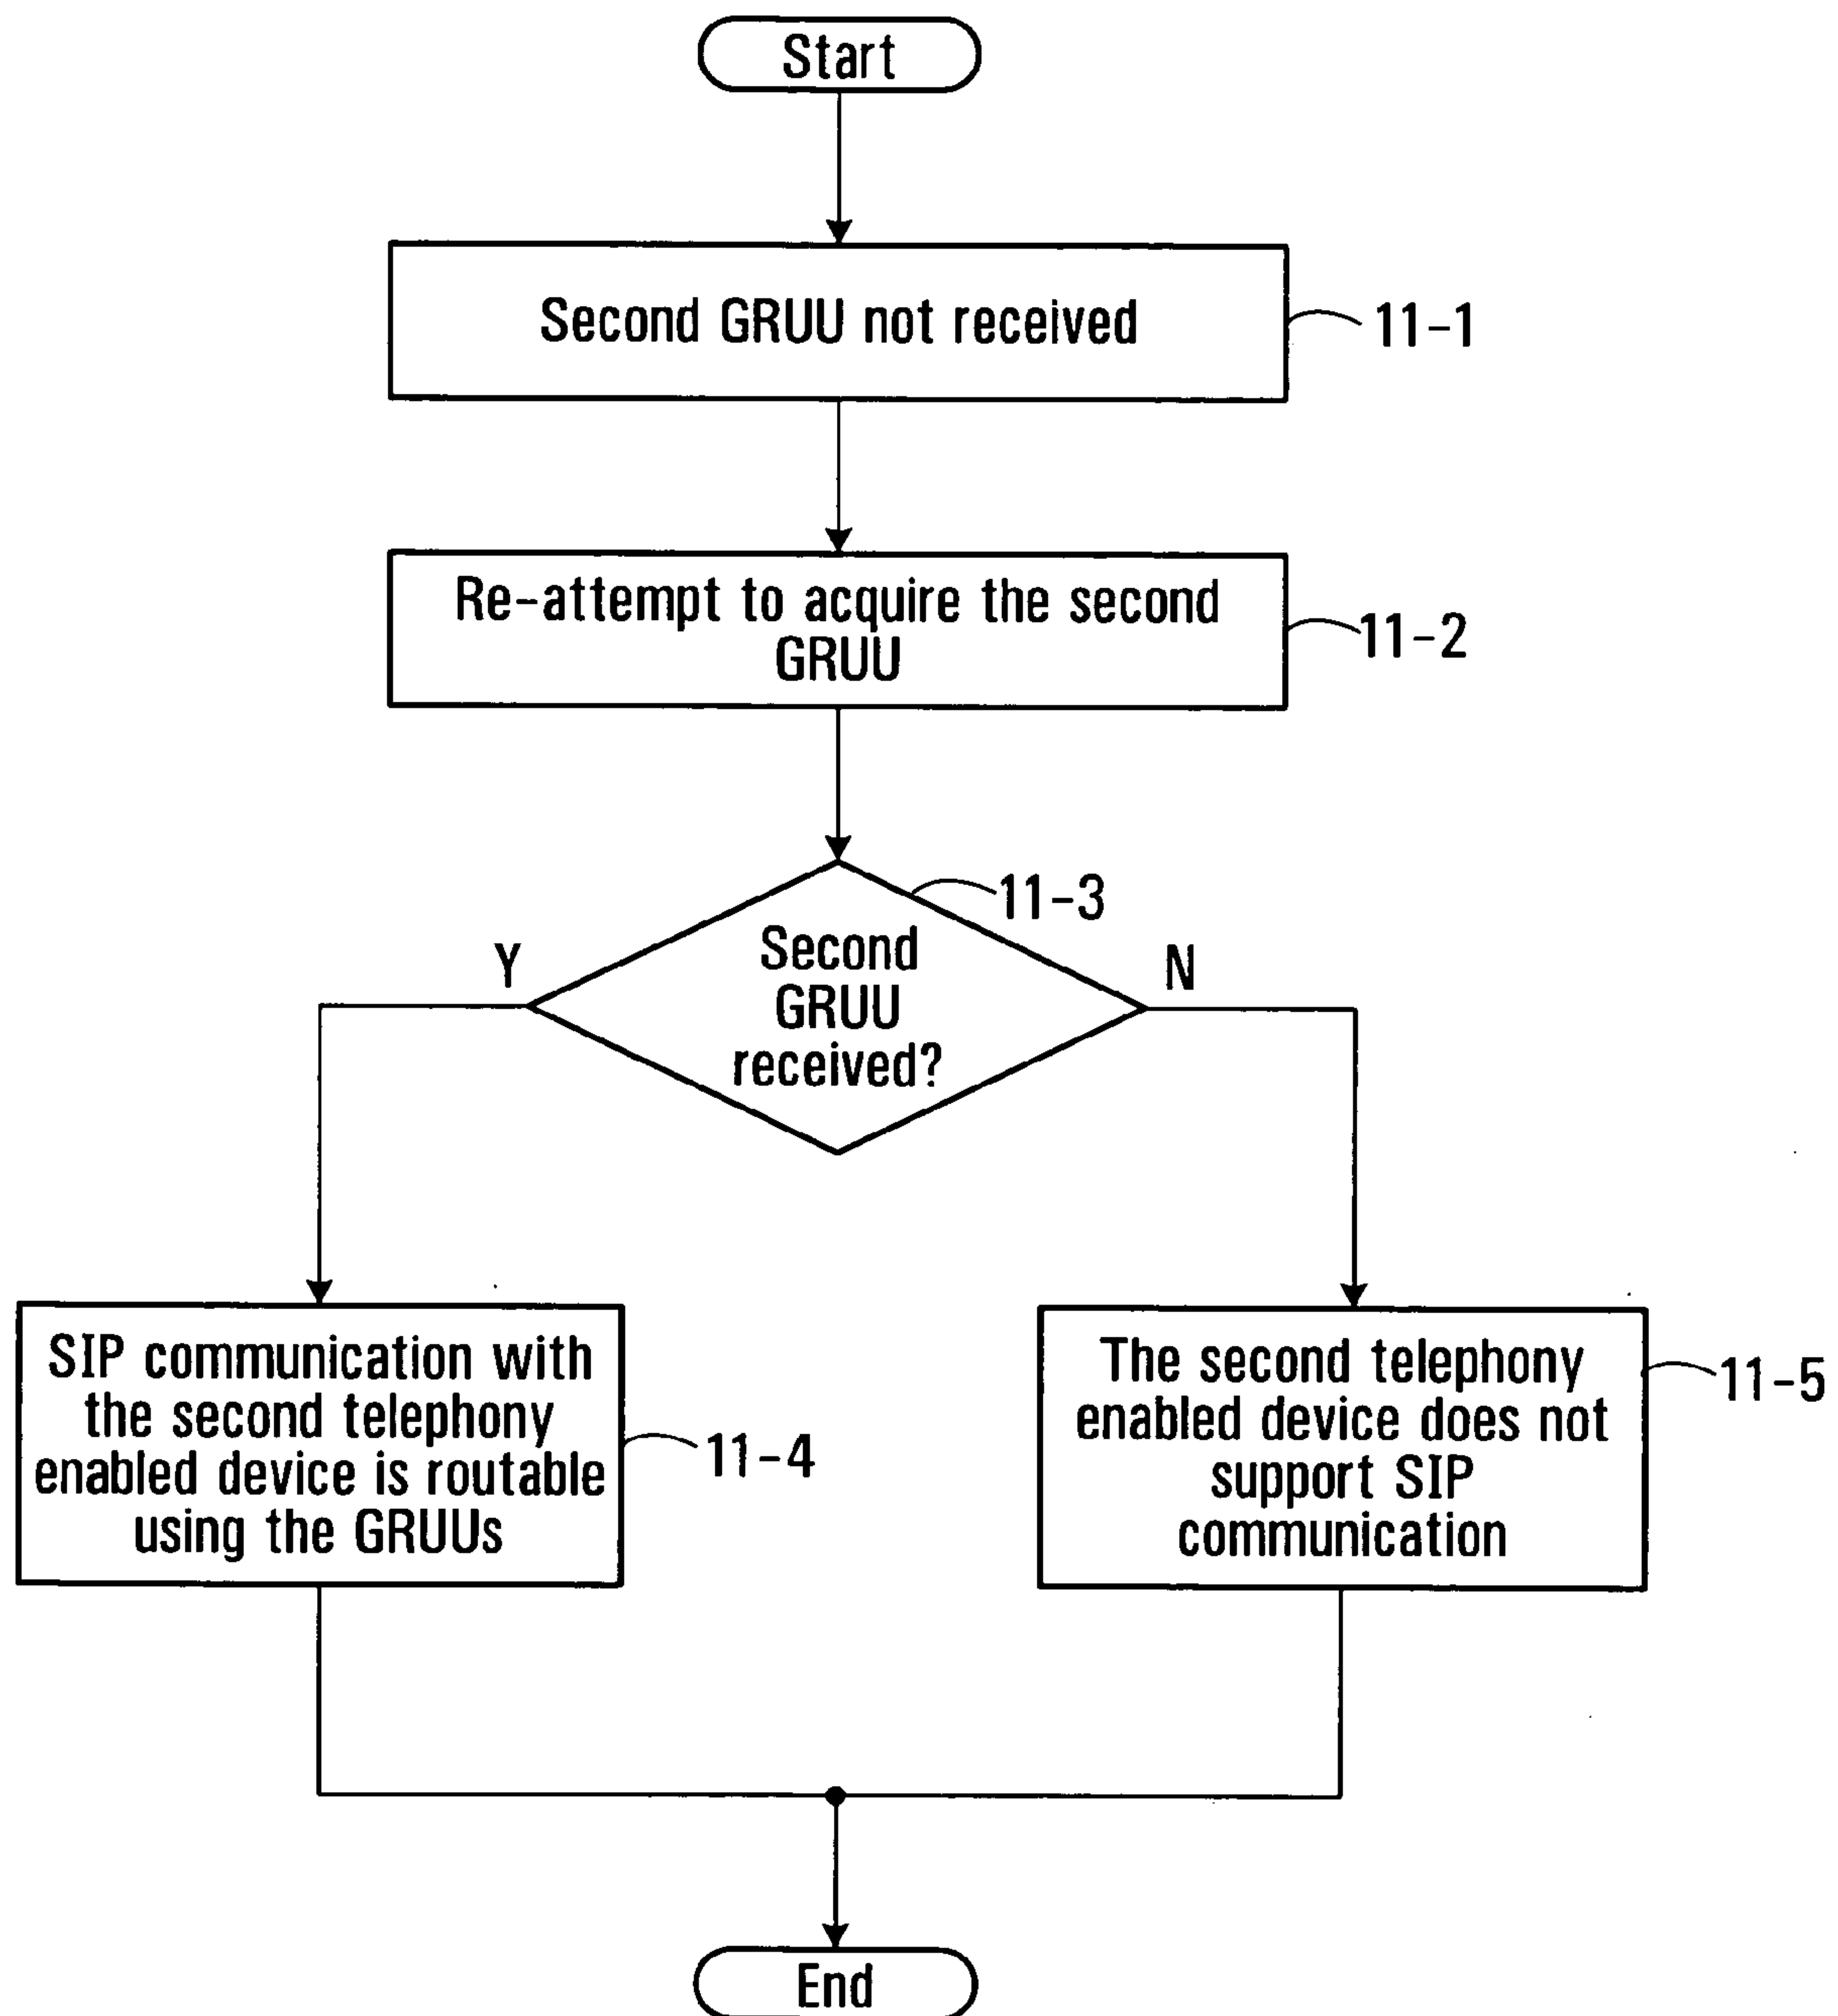 Start
Second GRUU not received
11-1
Re-attempt to acquire the second
GRUU
11-2
11-3
Second
GRUU
received?
Y
N
SIP communication with
the second telephony
enabled device is routable
using the GRUUs
11-4
The second telephony
enabled device does not
support SIP
communication
11-5
End